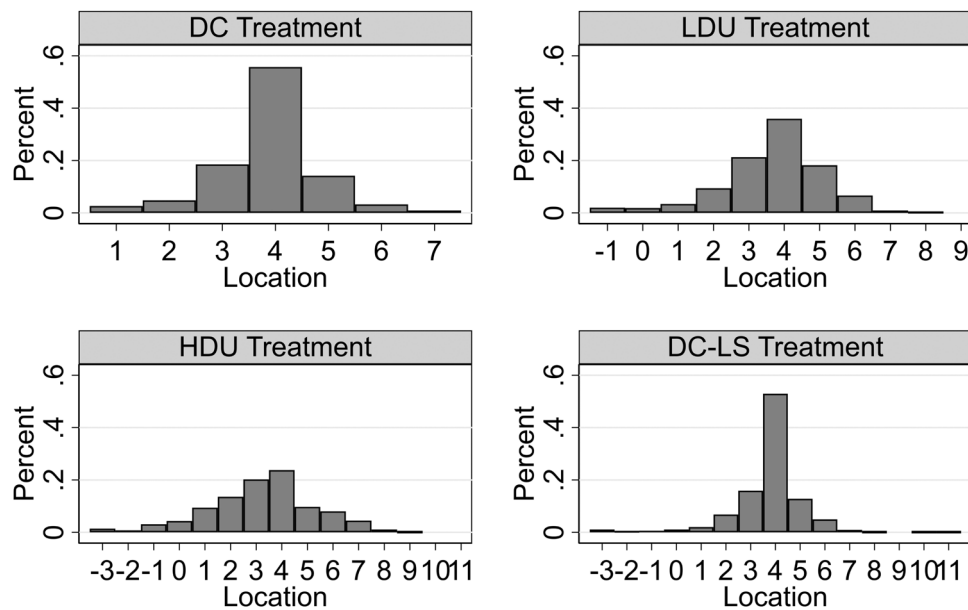 DC Treatment
Percent
.6
.4
.2
0
1 2 3 4 5 6 7
Location
LDU Treatment
Percent
.6
.4
.2
0
-1 0 1 2 3 4 5 6 7 8 9
Location
HDU Treatment
Percent
.6
.4
.2
0
-3 -2 -1 0 1 2 3 4 5 6 7 8 9 10 11
Location
DC-LS Treatment
Percent
.6
.4
.2
0
-3 -2 -1 0 1 2 3 4 5 6 7 8 9 10 11
Location